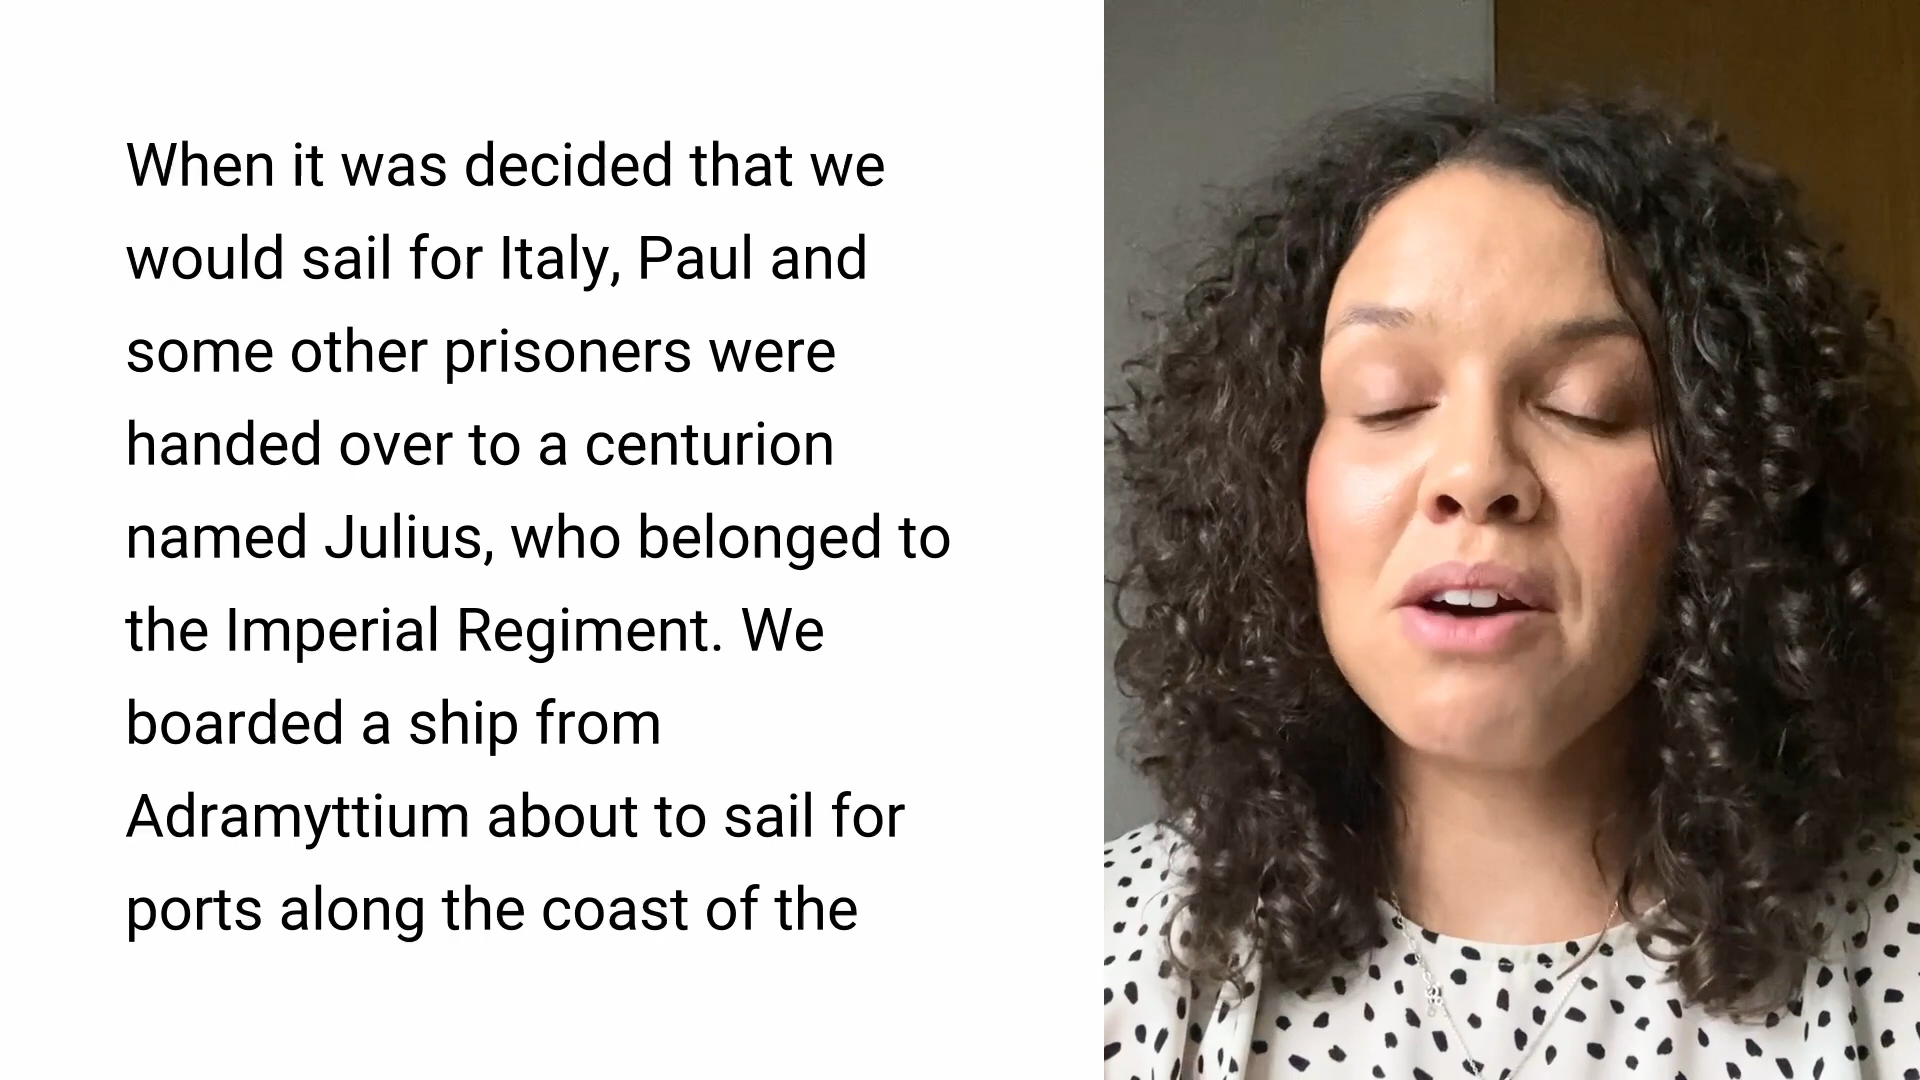 When it was decided that we
would sail for Italy, Paul and
some other prisoners were
handed over to a centurion
named Julius, who belonged to
the Imperial Regiment. We
boarded a ship from
Adramyttium about to sail for
ports along the coast of the